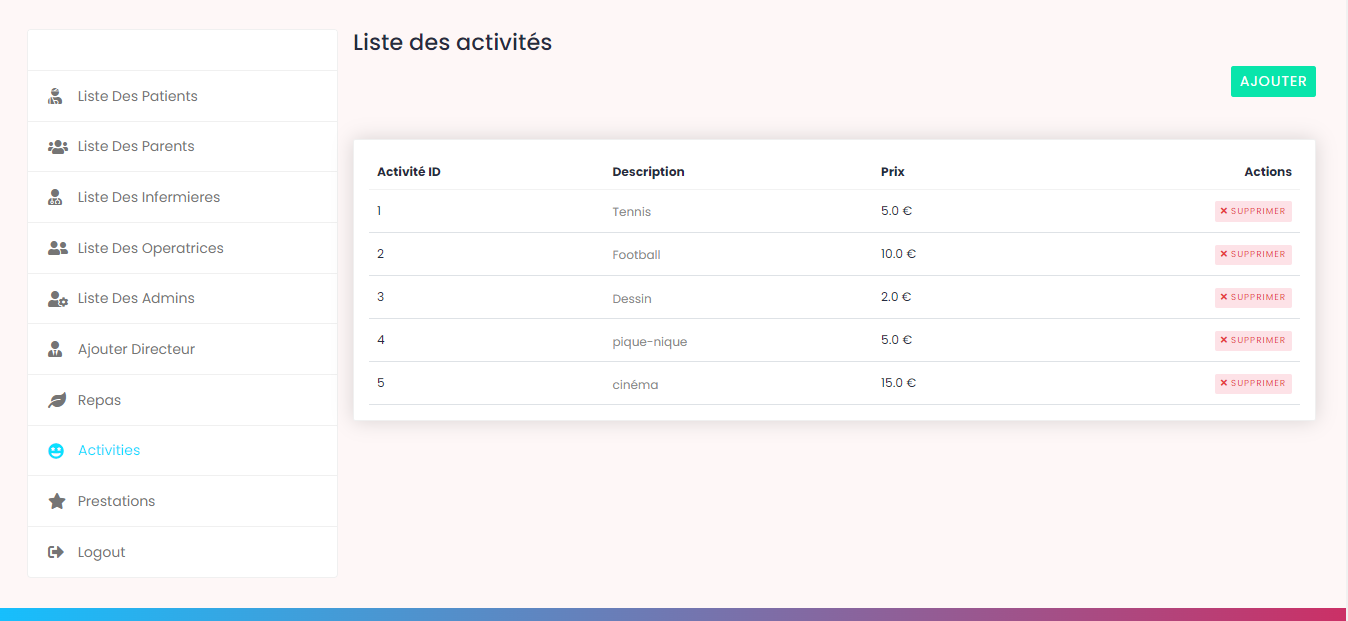 Liste des activités
AJOUTER
Liste Des Patients
Liste Des Parents
Liste Des Infermieres
Liste Des Operatrices
Liste Des Admins
Ajouter Directeur
Repas
Activities
Prestations
Logout
Activité ID Description Prix Actions
1 Tennis 5.0 € SUPPRIMER
2 Football 10.0 € SUPPRIMER
3 Dessin 2.0 € SUPPRIMER
4 pique-nique 5.0 € SUPPRIMER
5 cinéma 15.0 € SUPPRIMER